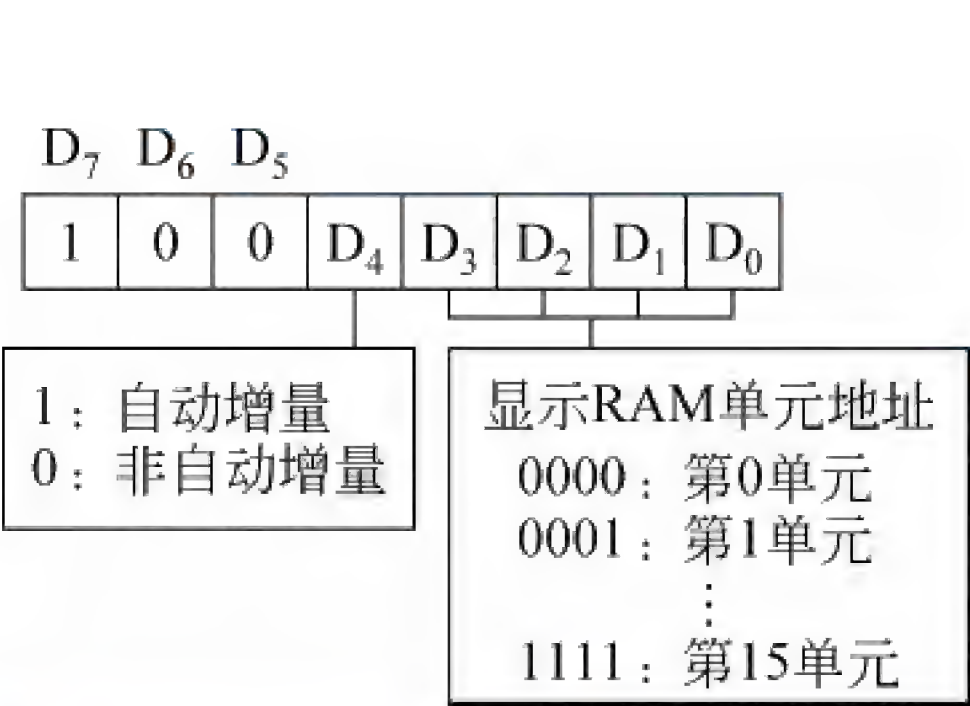 D₇ D₆ D₅
1 0 0 D₄ D₃ D₂ D₁ D₀
1：自动增量
0：非自动增量
显示RAM单元地址
0000：第0单元
0001：第1单元
⋮
1111：第15单元